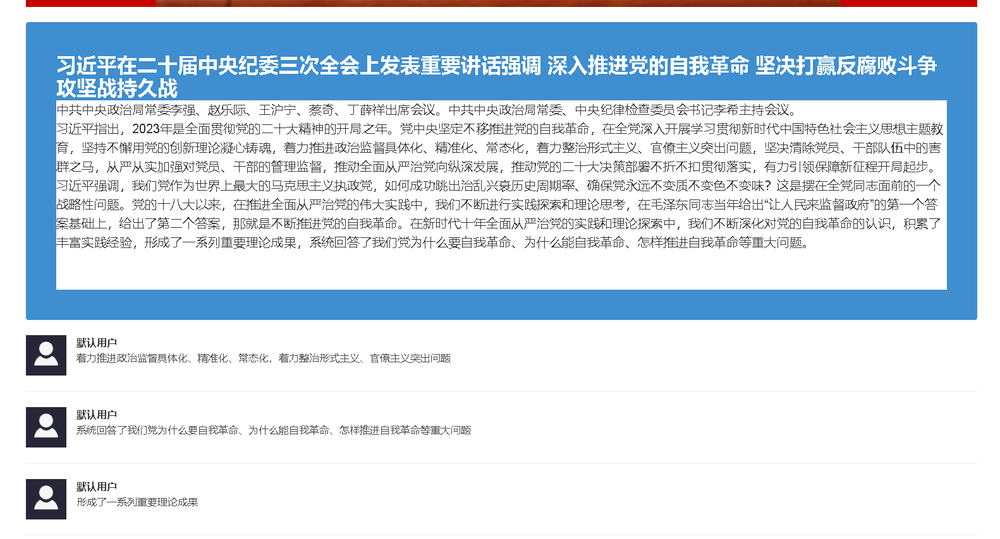 习近平在二十届中央纪委三次全会上发表重要讲话强调 深入推进党的自我革命 坚决打赢反腐败斗争
攻坚战持久战
中共中央政治局常委李强、赵乐际、王沪宁、蔡奇、丁薛祥出席会议。中共中央政治局常委、中央纪律检查委员会书记李希主持会议。
习近平指出，2023年是全面贯彻党的二十大精神的开局之年。党中央坚定不移推进党的自我革命，在全党深入开展学习贯彻新时代中国特色社会主义思想主题教
育，坚持不懈用党的创新理论凝心铸魂，着力推进政治监督具体化、精准化、常态化，着力整治形式主义、官僚主义突出问题，坚决清除党员、干部队伍中的害
群之马，从严从实加强对党员、干部的管理监督，推动全面从严治党向纵深发展，推动党的二十大决策部署不折不扣贯彻落实，有力引领保障新征程开局起步。
习近平强调，我们党作为世界上最大的马克思主义执政党，如何成功跳出治乱兴衰历史周期率、确保党永远不变质不变色不变味？这是摆在全党同志面前的一个
战略性问题。党的十八大以来，在推进全面从严治党的伟大实践中，我们不断进行实践探索和理论思考，在毛泽东同志当年给出“让人民来监督政府”的第一个答
案基础上，给出了第二个答案，那就是不断推进党的自我革命。在新时代十年全面从严治党的实践和理论探索中，我们不断深化对党的自我革命的认识，积累了
丰富实践经验，形成了一系列重要理论成果，系统回答了我们党为什么要自我革命、为什么能自我革命、怎样推进自我革命等重大问题。
默认用户
着力推进政治监督具体化、精准化、常态化，着力整治形式主义、官僚主义突出问题
默认用户
系统回答了我们党为什么要自我革命、为什么能自我革命、怎样推进自我革命等重大问题
默认用户
形成了一系列重要理论成果